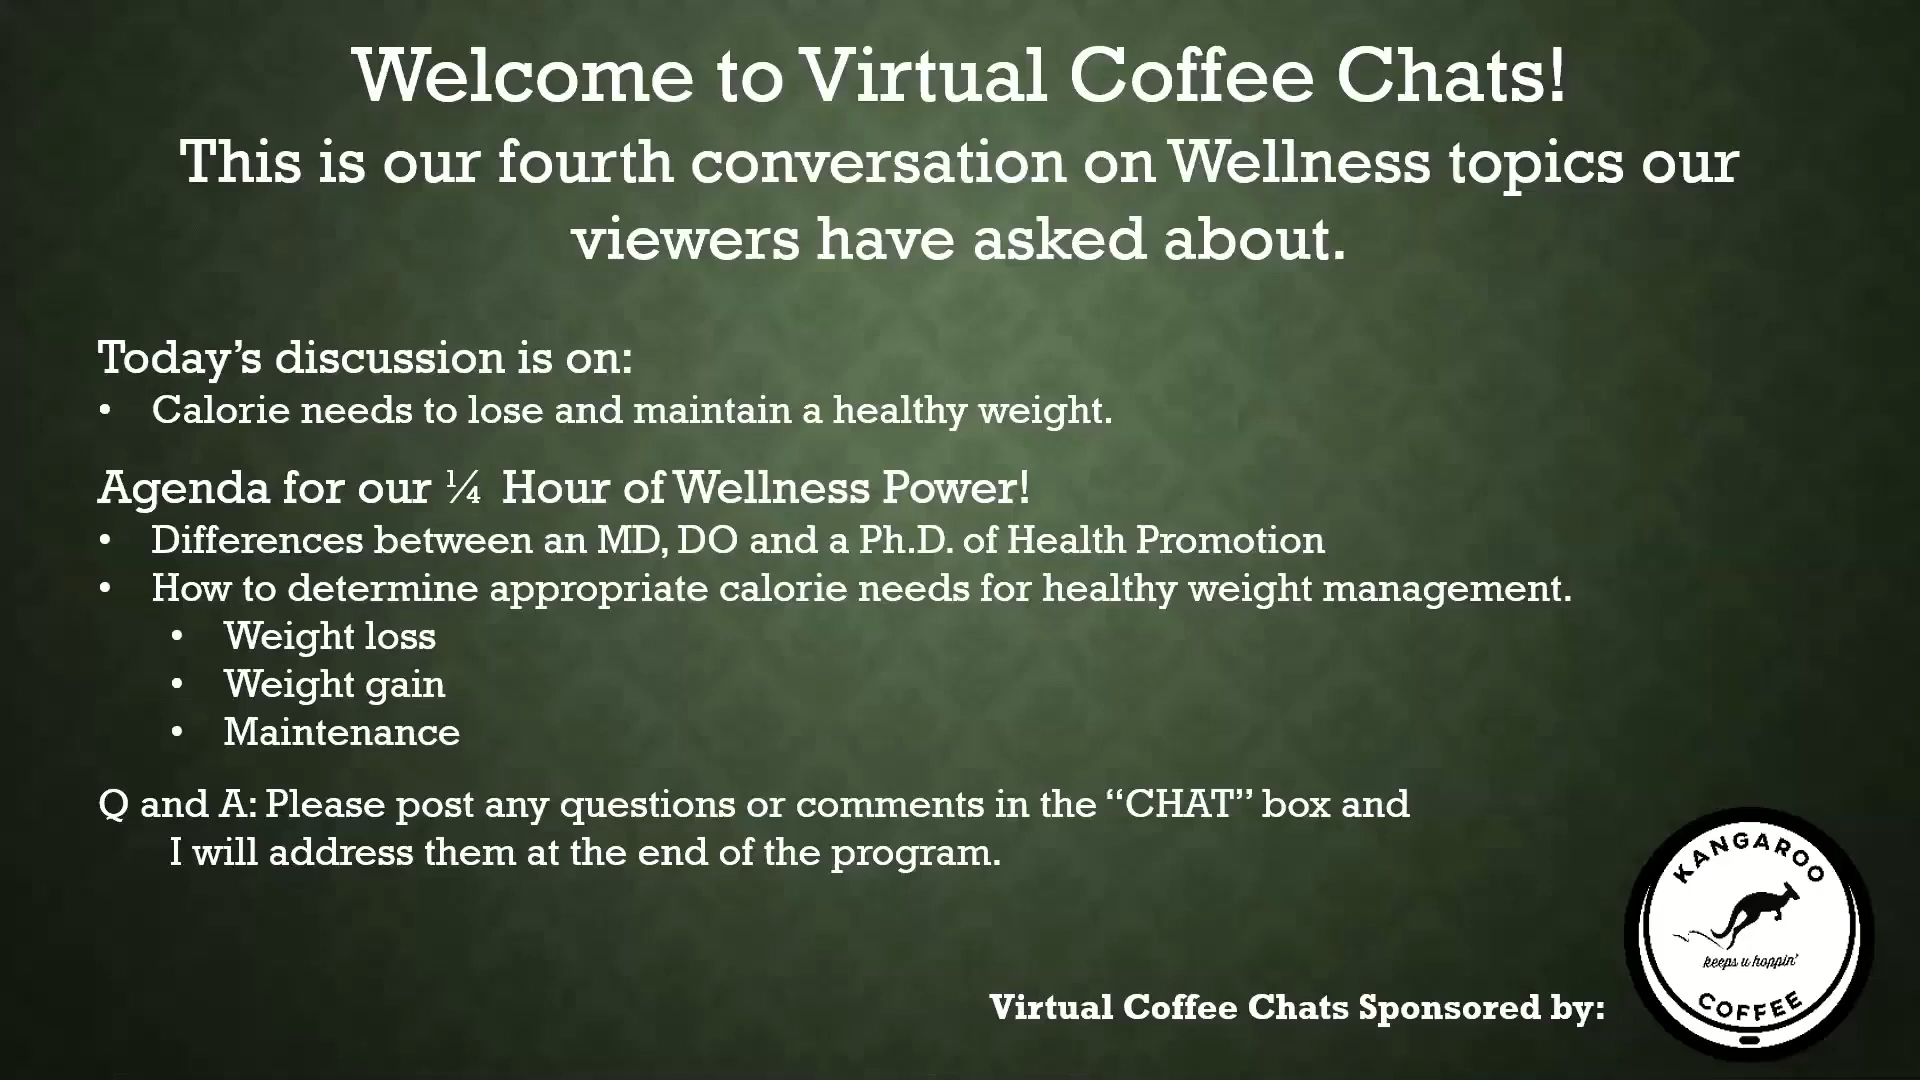 Welcome to Virtual Coffee Chats!
This is our fourth conversation on Wellness topics our
viewers have asked about.
Today’s discussion is on:
• Calorie needs to lose and maintain a healthy weight.
Agenda for our ¼ Hour of Wellness Power!
• Differences between an MD, DO and a Ph.D. of Health Promotion
• How to determine appropriate calorie needs for healthy weight management.
• Weight loss
• Weight gain
• Maintenance
Q and A: Please post any questions or comments in the “CHAT” box and
I will address them at the end of the program.
Virtual Coffee Chats Sponsored by:
KANGAROO
keeps u hoppin’
COFFEE